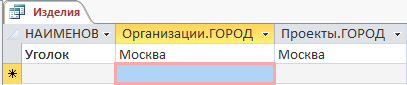 Изделия
НАИМЕНОВ Организации.ГОРОД Проекты.ГОРОД
Уголок Москва Москва